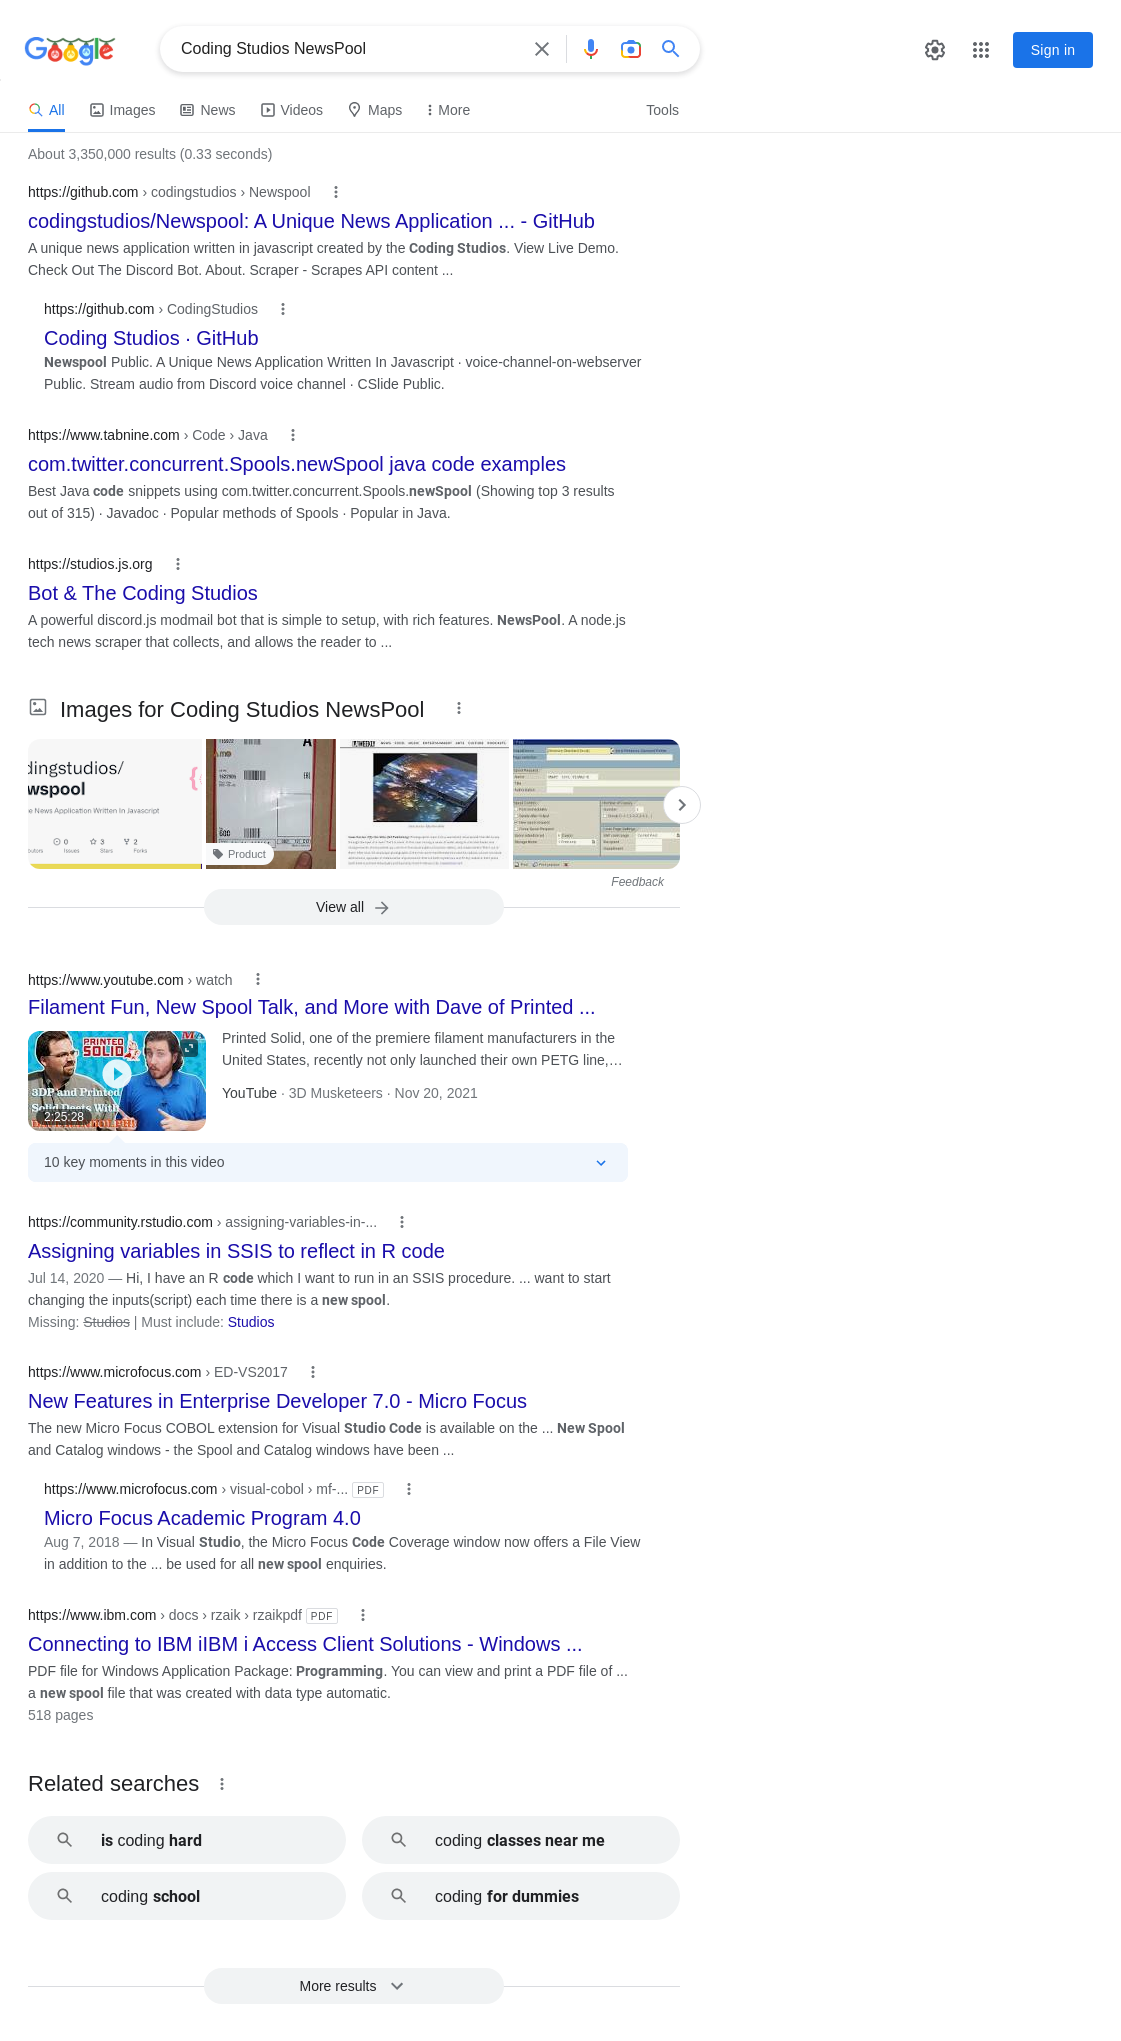 Google
Coding Studios NewsPool
Sign in
All
Images
News
Videos
Maps
More
Tools
About 3,350,000 results (0.33 seconds)
https://github.com › codingstudios › Newspool
codingstudios/Newspool: A Unique News Application ... - GitHub
A unique news application written in javascript created by the Coding Studios. View Live Demo.
Check Out The Discord Bot. About. Scraper - Scrapes API content ...
https://github.com › CodingStudios
Coding Studios · GitHub
Newspool Public. A Unique News Application Written In Javascript · voice-channel-on-webserver
Public. Stream audio from Discord voice channel · CSlide Public.
https://www.tabnine.com › Code › Java
com.twitter.concurrent.Spools.newSpool java code examples
Best Java code snippets using com.twitter.concurrent.Spools.newSpool (Showing top 3 results
out of 315) · Javadoc · Popular methods of Spools · Popular in Java.
https://studios.js.org
Bot & The Coding Studios
A powerful discord.js modmail bot that is simple to setup, with rich features. NewsPool. A node.js
tech news scraper that collects, and allows the reader to ...
Images for Coding Studios NewsPool
dingstudios/
wspool
e News Application Written In Javascript
0
3
2
Issues
Stars
Forks
Product
Feedback
View all
https://www.youtube.com › watch
Filament Fun, New Spool Talk, and More with Dave of Printed ...
PRINTED
SOLID
3DP and Printed
Solid Deets With
2:25:28
Printed Solid, one of the premiere filament manufacturers in the
United States, recently not only launched their own PETG line,...
YouTube · 3D Musketeers · Nov 20, 2021
10 key moments in this video
https://community.rstudio.com › assigning-variables-in-...
Assigning variables in SSIS to reflect in R code
Jul 14, 2020 — Hi, I have an R code which I want to run in an SSIS procedure. ... want to start
changing the inputs(script) each time there is a new spool.
Missing: Studios | Must include: Studios
https://www.microfocus.com › ED-VS2017
New Features in Enterprise Developer 7.0 - Micro Focus
The new Micro Focus COBOL extension for Visual Studio Code is available on the ... New Spool
and Catalog windows - the Spool and Catalog windows have been ...
https://www.microfocus.com › visual-cobol › mf-... PDF
Micro Focus Academic Program 4.0
Aug 7, 2018 — In Visual Studio, the Micro Focus Code Coverage window now offers a File View
in addition to the ... be used for all new spool enquiries.
https://www.ibm.com › docs › rzaik › rzaikpdf PDF
Connecting to IBM iIBM i Access Client Solutions - Windows ...
PDF file for Windows Application Package: Programming. You can view and print a PDF file of ...
a new spool file that was created with data type automatic.
518 pages
Related searches
is coding hard
coding classes near me
coding school
coding for dummies
More results